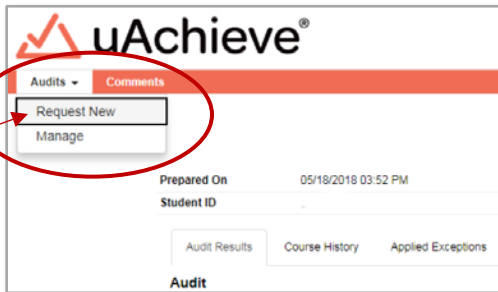 uAchieve®
Audits Comments
Request New
Manage
Prepared On 05/18/2018 03:52 PM
Student ID
Audit Results Course History Applied Exceptions
Audit